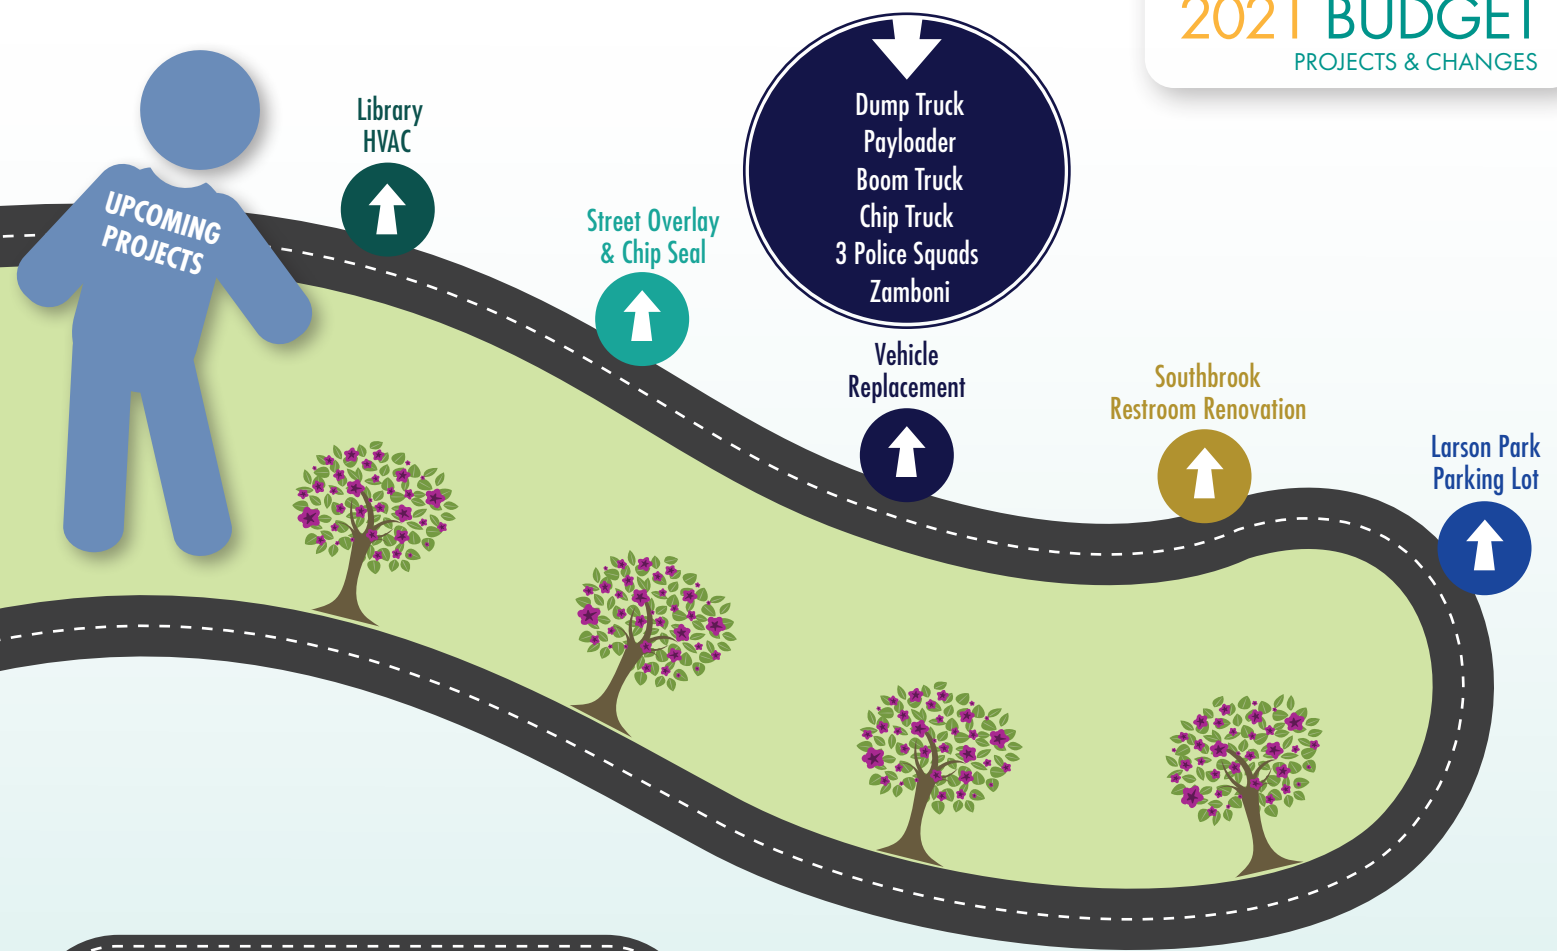 2021 BUDGET
PROJECTS & CHANGES
UPCOMING
PROJECTS
Library
HVAC
Street Overlay
& Chip Seal
Dump Truck
Payloader
Boom Truck
Chip Truck
3 Police Squads
Zamboni
Vehicle
Replacement
Southbrook
Restroom Renovation
Larson Park
Parking Lot